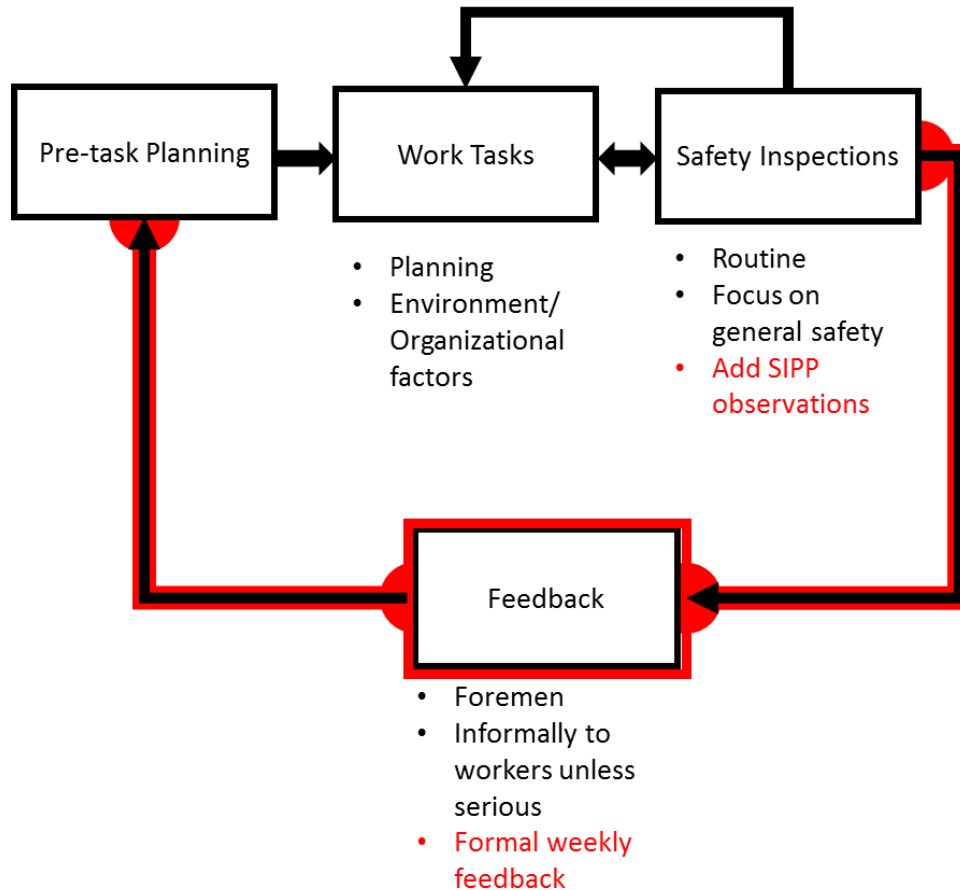 Pre-task Planning
Work Tasks
Safety Inspections
• Planning
• Environment/
Organizational
factors
• Routine
• Focus on
general safety
• Add SIPP
observations
Feedback
• Foremen
• Informally to
workers unless
serious
• Formal weekly
feedback